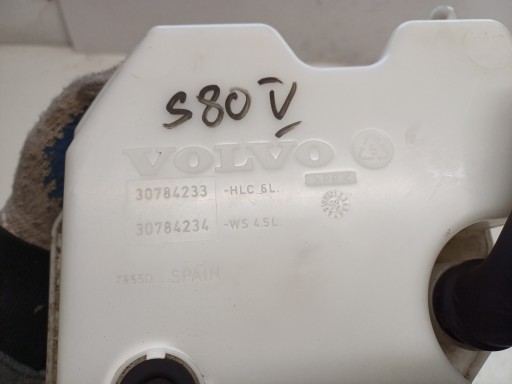 S80 V
VOLVO
30784233 -HLC 6L.
30784234 -WS 4.5L
SPAIN